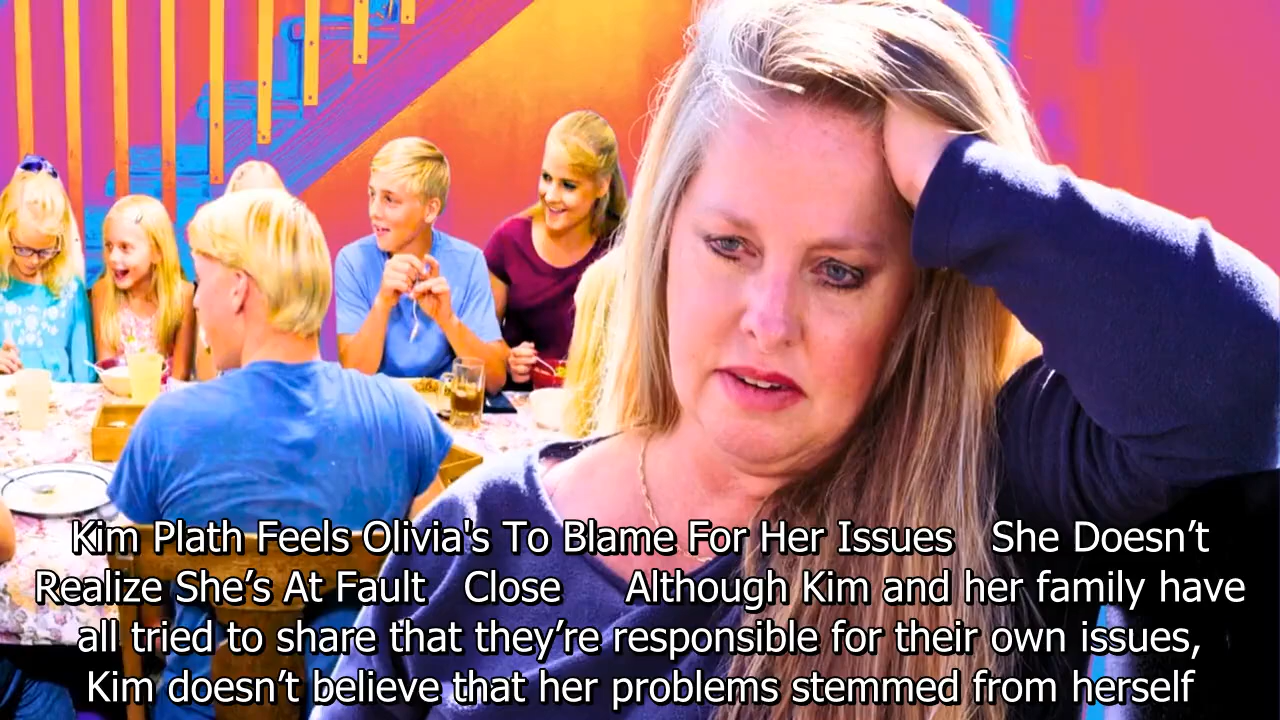 Kim Plath Feels Olivia's To Blame For Her Issues   She Doesn’t
Realize She’s At Fault   Close      Although Kim and her family have
all tried to share that they’re responsible for their own issues,
Kim doesn’t believe that her problems stemmed from herself